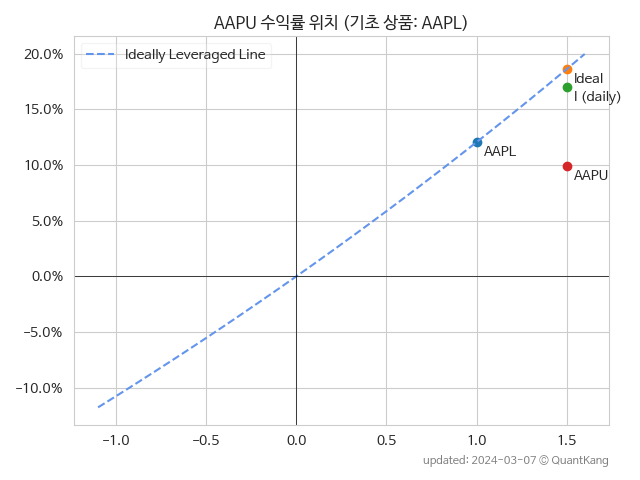 AAPU 수익률 위치 (기초 상품: AAPL)
20.0%
15.0%
10.0%
5.0%
0.0%
−5.0%
−10.0%
Ideally Leveraged Line
Ideal
I (daily)
AAPL
AAPU
−1.0
−0.5
0.0
0.5
1.0
1.5
updated: 2024-03-07 © QuantKang